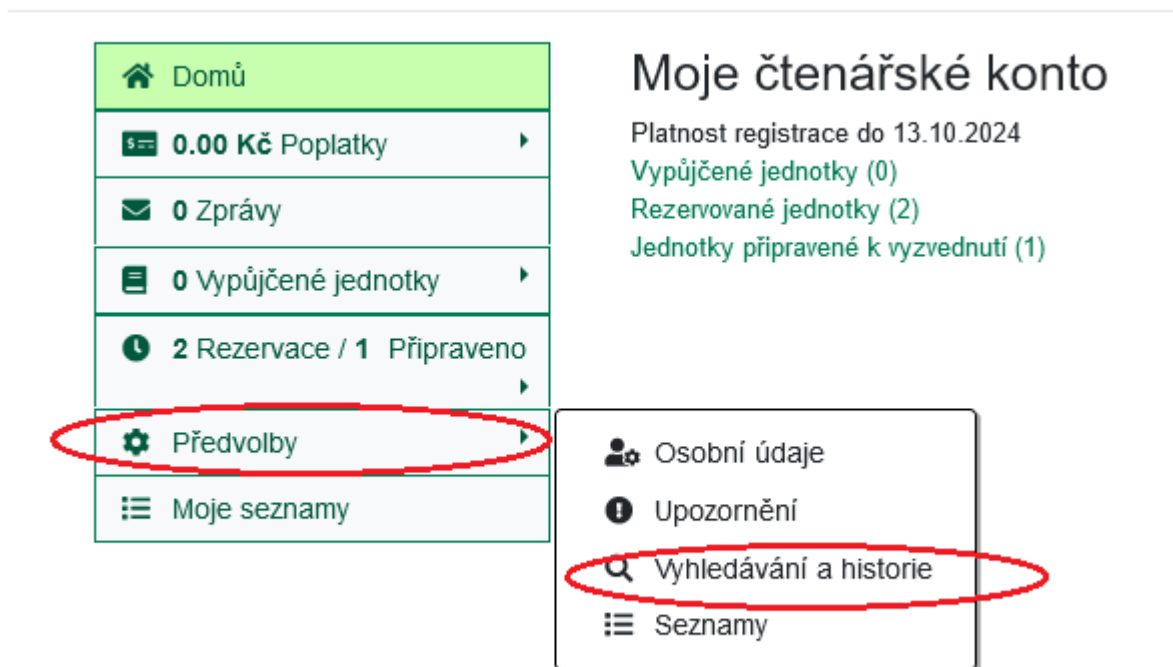 Domů
0.00 Kč Poplatky
0 Zprávy
0 Vypůjčené jednotky
2 Rezervace / 1 Připraveno
Předvolby
Moje seznamy
Moje čtenářské konto
Platnost registrace do 13.10.2024
Vypůjčené jednotky (0)
Rezervované jednotky (2)
Jednotky připravené k vyzvednutí (1)
Osobní údaje
Upozornění
Vyhledávání a historie
Seznamy